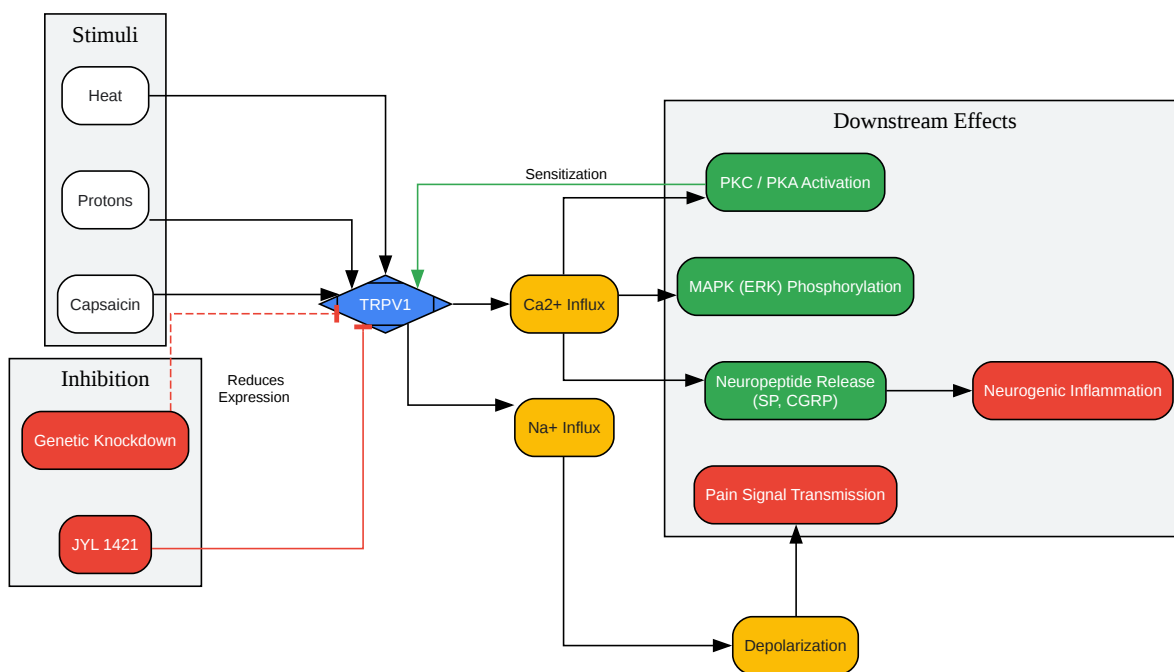 Stimuli
Heat
Protons
Capsaicin
Inhibition
Genetic Knockdown
JYL 1421
Reduces
Expression
TRPV1
Sensitization
Ca2+ Influx
Na+ Influx
Depolarization
Downstream Effects
PKC / PKA Activation
MAPK (ERK) Phosphorylation
Neuropeptide Release
(SP, CGRP)
Neurogenic Inflammation
Pain Signal Transmission